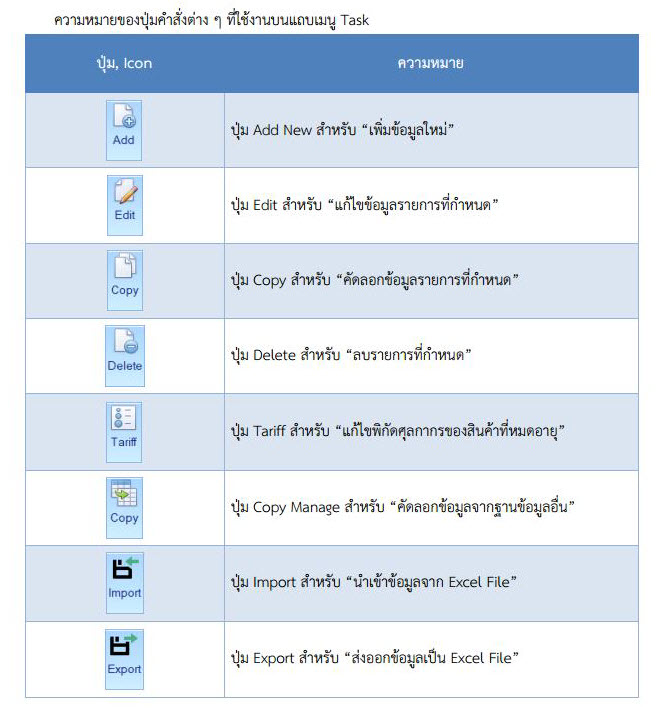 ความหมายของปุ่มคำสั่งต่าง ๆ ที่ใช้งานบนแถบเมนู Task
ปุ่ม, Icon
ความหมาย
Add
ปุ่ม Add New สำหรับ “เพิ่มข้อมูลใหม่”
Edit
ปุ่ม Edit สำหรับ “แก้ไขข้อมูลรายการที่กำหนด”
Copy
ปุ่ม Copy สำหรับ “คัดลอกข้อมูลรายการที่กำหนด”
Delete
ปุ่ม Delete สำหรับ “ลบรายการที่กำหนด”
Tariff
ปุ่ม Tariff สำหรับ “แก้ไขพิกัดศุลกากรของสินค้าที่หมดอายุ”
Copy
ปุ่ม Copy Manage สำหรับ “คัดลอกข้อมูลจากฐานข้อมูลอื่น”
Import
ปุ่ม Import สำหรับ “นำเข้าข้อมูลจาก Excel File”
Export
ปุ่ม Export สำหรับ “ส่งออกข้อมูลเป็น Excel File”